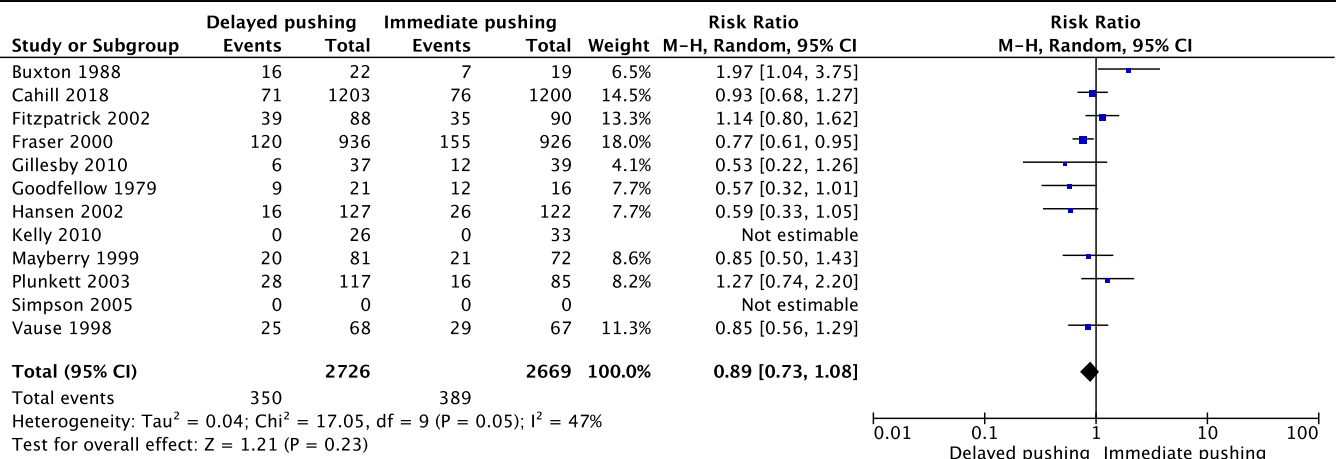 Delayed pushing Immediate pushing Risk Ratio Risk Ratio
Study or Subgroup Events Total Events Total Weight M-H, Random, 95% CI M-H, Random, 95% CI
Buxton 1988 16 22 7 19 6.5% 1.97 [1.04, 3.75]
Cahill 2018 71 1203 76 1200 14.5% 0.93 [0.68, 1.27]
Fitzpatrick 2002 39 88 35 90 13.3% 1.14 [0.80, 1.62]
Fraser 2000 120 936 155 926 18.0% 0.77 [0.61, 0.95]
Gillesby 2010 6 37 12 39 4.1% 0.53 [0.22, 1.26]
Goodfellow 1979 9 21 12 16 7.7% 0.57 [0.32, 1.01]
Hansen 2002 16 127 26 122 7.7% 0.59 [0.33, 1.05]
Kelly 2010 0 26 0 33 Not estimable
Mayberry 1999 20 81 21 72 8.6% 0.85 [0.50, 1.43]
Plunkett 2003 28 117 16 85 8.2% 1.27 [0.74, 2.20]
Simpson 2005 0 0 0 0 Not estimable
Vause 1998 25 68 29 67 11.3% 0.85 [0.56, 1.29]
Total (95% CI) 2726 2669 100.0% 0.89 [0.73, 1.08]
Total events 350 389
Heterogeneity: Tau² = 0.04; Chi² = 17.05, df = 9 (P = 0.05); I² = 47%
Test for overall effect: Z = 1.21 (P = 0.23)
0.01 0.1 1 10 100
Delayed pushing Immediate pushing